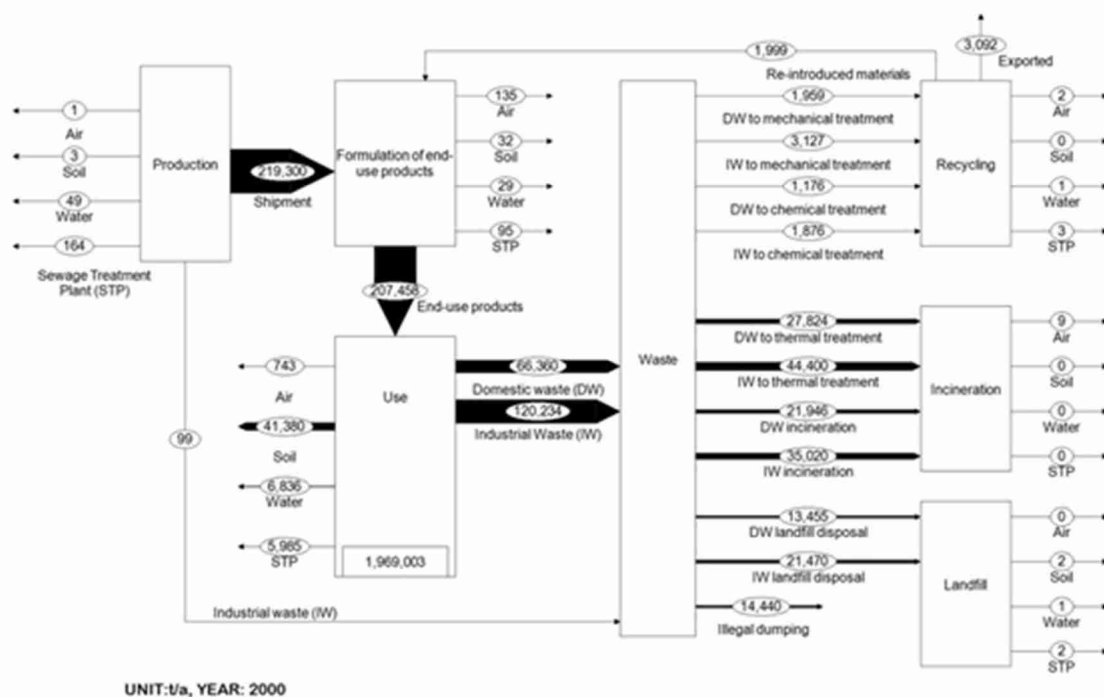 1,999
3,092
Exported
Re-introduced materials
1
Air
3
Soil
49
Water
164
Sewage Treatment
Plant (STP)
Production
219,300
Shipment
Formulation of end-
use products
135
Air
32
Soil
29
Water
95
STP
207,458
End-use products
743
Air
41,380
Soil
6,836
Water
5,985
STP
Use
1,969,003
66,360
Domestic waste (DW)
120,234
Industrial Waste (IW)
99
Industrial waste (IW)
Waste
1,959
DW to mechanical treatment
3,127
IW to mechanical treatment
1,176
DW to chemical treatment
1,876
IW to chemical treatment
Recycling
2
Air
0
Soil
1
Water
3
STP
27,824
DW to thermal treatment
44,400
IW to thermal treatment
21,946
DW incineration
35,020
IW incineration
Incineration
9
Air
0
Soil
0
Water
0
STP
13,455
DW landfill disposal
21,470
IW landfill disposal
14,440
Illegal dumping
Landfill
0
Air
2
Soil
1
Water
2
STP
UNIT:t/a, YEAR: 2000